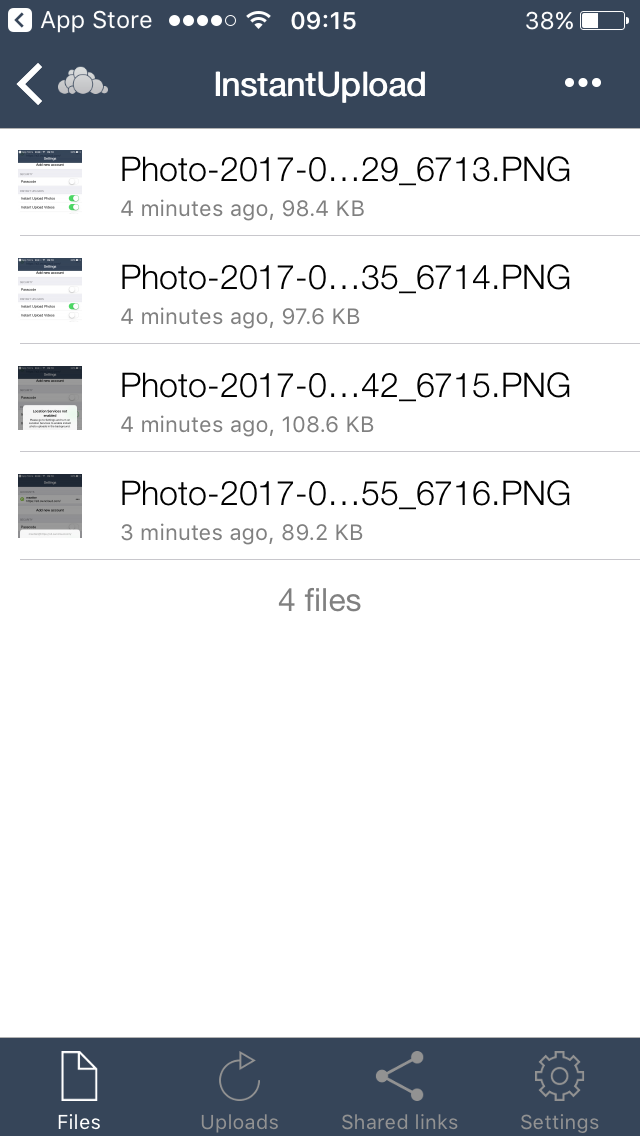 App Store 09:15 38%
InstantUpload
Photo-2017-0...29_6713.PNG
4 minutes ago, 98.4 KB
Photo-2017-0...35_6714.PNG
4 minutes ago, 97.6 KB
Photo-2017-0...42_6715.PNG
4 minutes ago, 108.6 KB
Photo-2017-0...55_6716.PNG
3 minutes ago, 89.2 KB
4 files
Files Uploads Shared links Settings